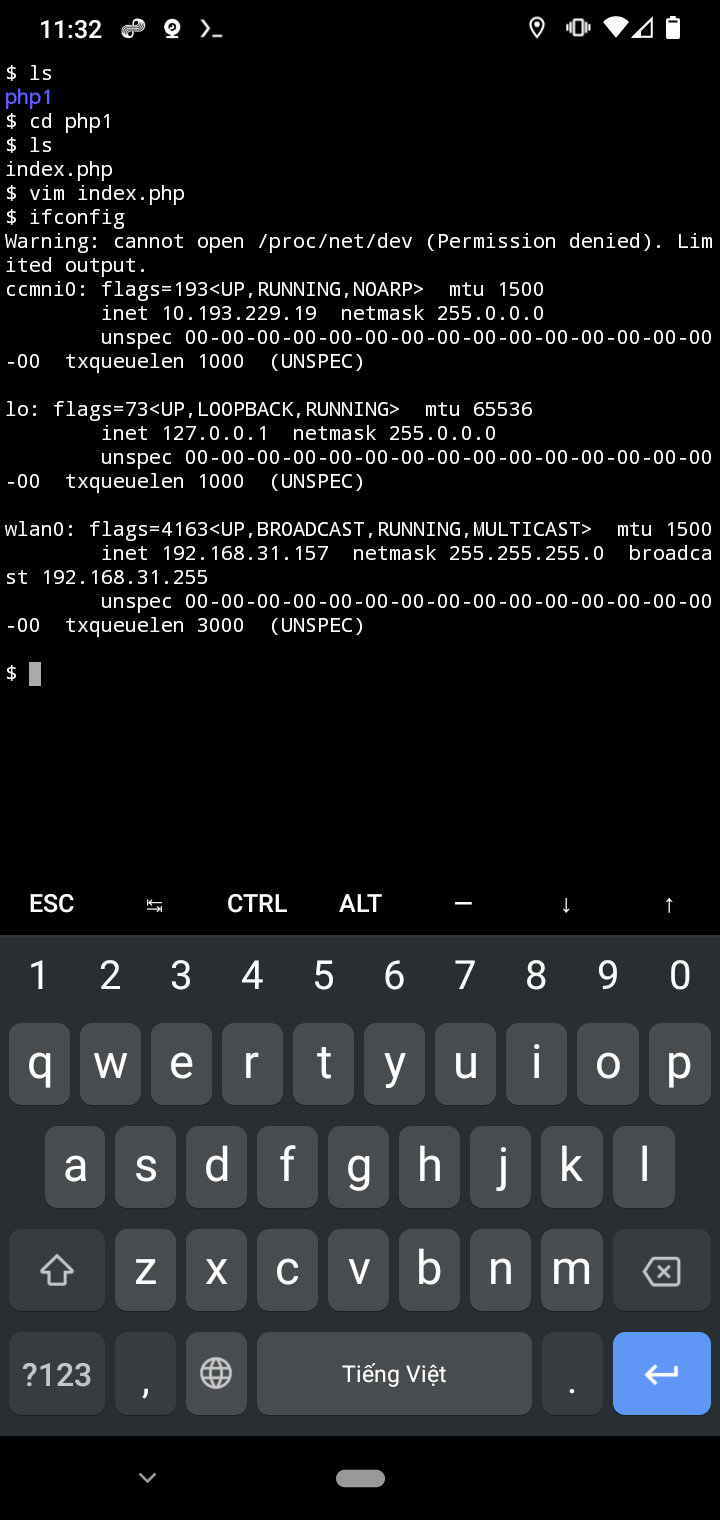 11:32
$ ls
php1
$ cd php1
$ ls
index.php
$ vim index.php
$ ifconfig
Warning: cannot open /proc/net/dev (Permission denied). Lim
ited output.
ccmni0: flags=193<UP,RUNNING,NOARP>  mtu 1500
        inet 10.193.229.19  netmask 255.0.0.0
        unspec 00-00-00-00-00-00-00-00-00-00-00-00-00-00-00
-00  txqueuelen 1000  (UNSPEC)

lo: flags=73<UP,LOOPBACK,RUNNING>  mtu 65536
        inet 127.0.0.1  netmask 255.0.0.0
        unspec 00-00-00-00-00-00-00-00-00-00-00-00-00-00-00
-00  txqueuelen 1000  (UNSPEC)

wlan0: flags=4163<UP,BROADCAST,RUNNING,MULTICAST>  mtu 1500
        inet 192.168.31.157  netmask 255.255.255.0  broadca
st 192.168.31.255
        unspec 00-00-00-00-00-00-00-00-00-00-00-00-00-00-00
-00  txqueuelen 3000  (UNSPEC)

$
ESC ↹ CTRL ALT — ↓ ↑
1 2 3 4 5 6 7 8 9 0
q w e r t y u i o p
a s d f g h j k l
z x c v b n m
?123 , Tiếng Việt .